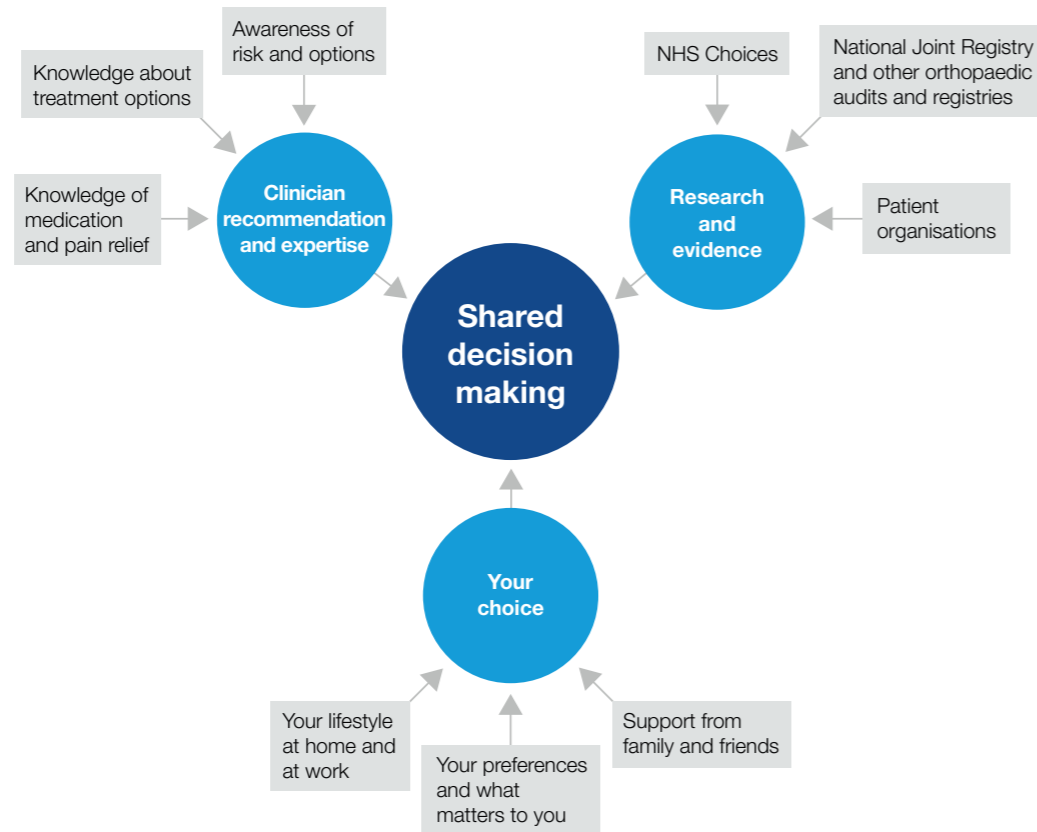 Awareness of
risk and options
Knowledge about
treatment options
Knowledge of
medication
and pain relief
Clinician
recommendation
and expertise
NHS Choices
National Joint Registry
and other orthopaedic
audits and registries
Patient
organisations
Research
and
evidence
Shared
decision
making
Your
choice
Your lifestyle
at home and
at work
Your preferences
and what
matters to you
Support from
family and friends